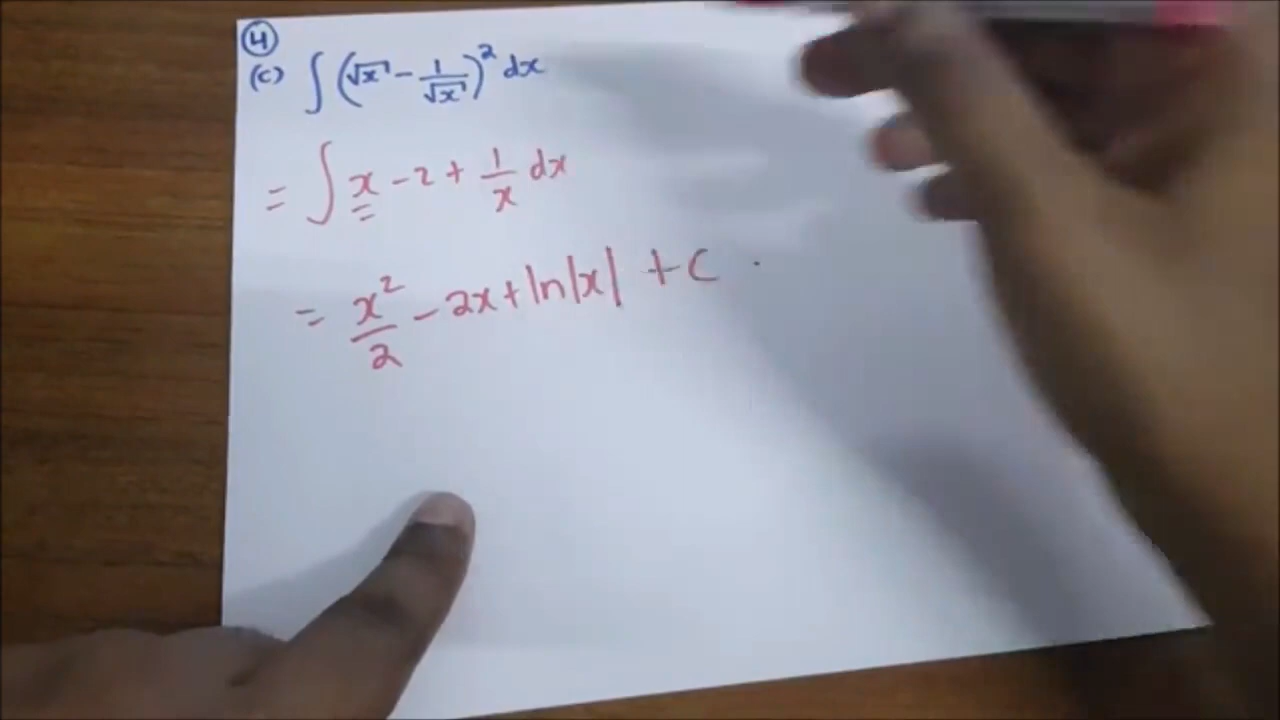 ④
(c) ∫ (√x - 1/√x)² dx
= ∫ x - 2 + 1/x dx
= x²/2 - 2x + ln|x| + c .